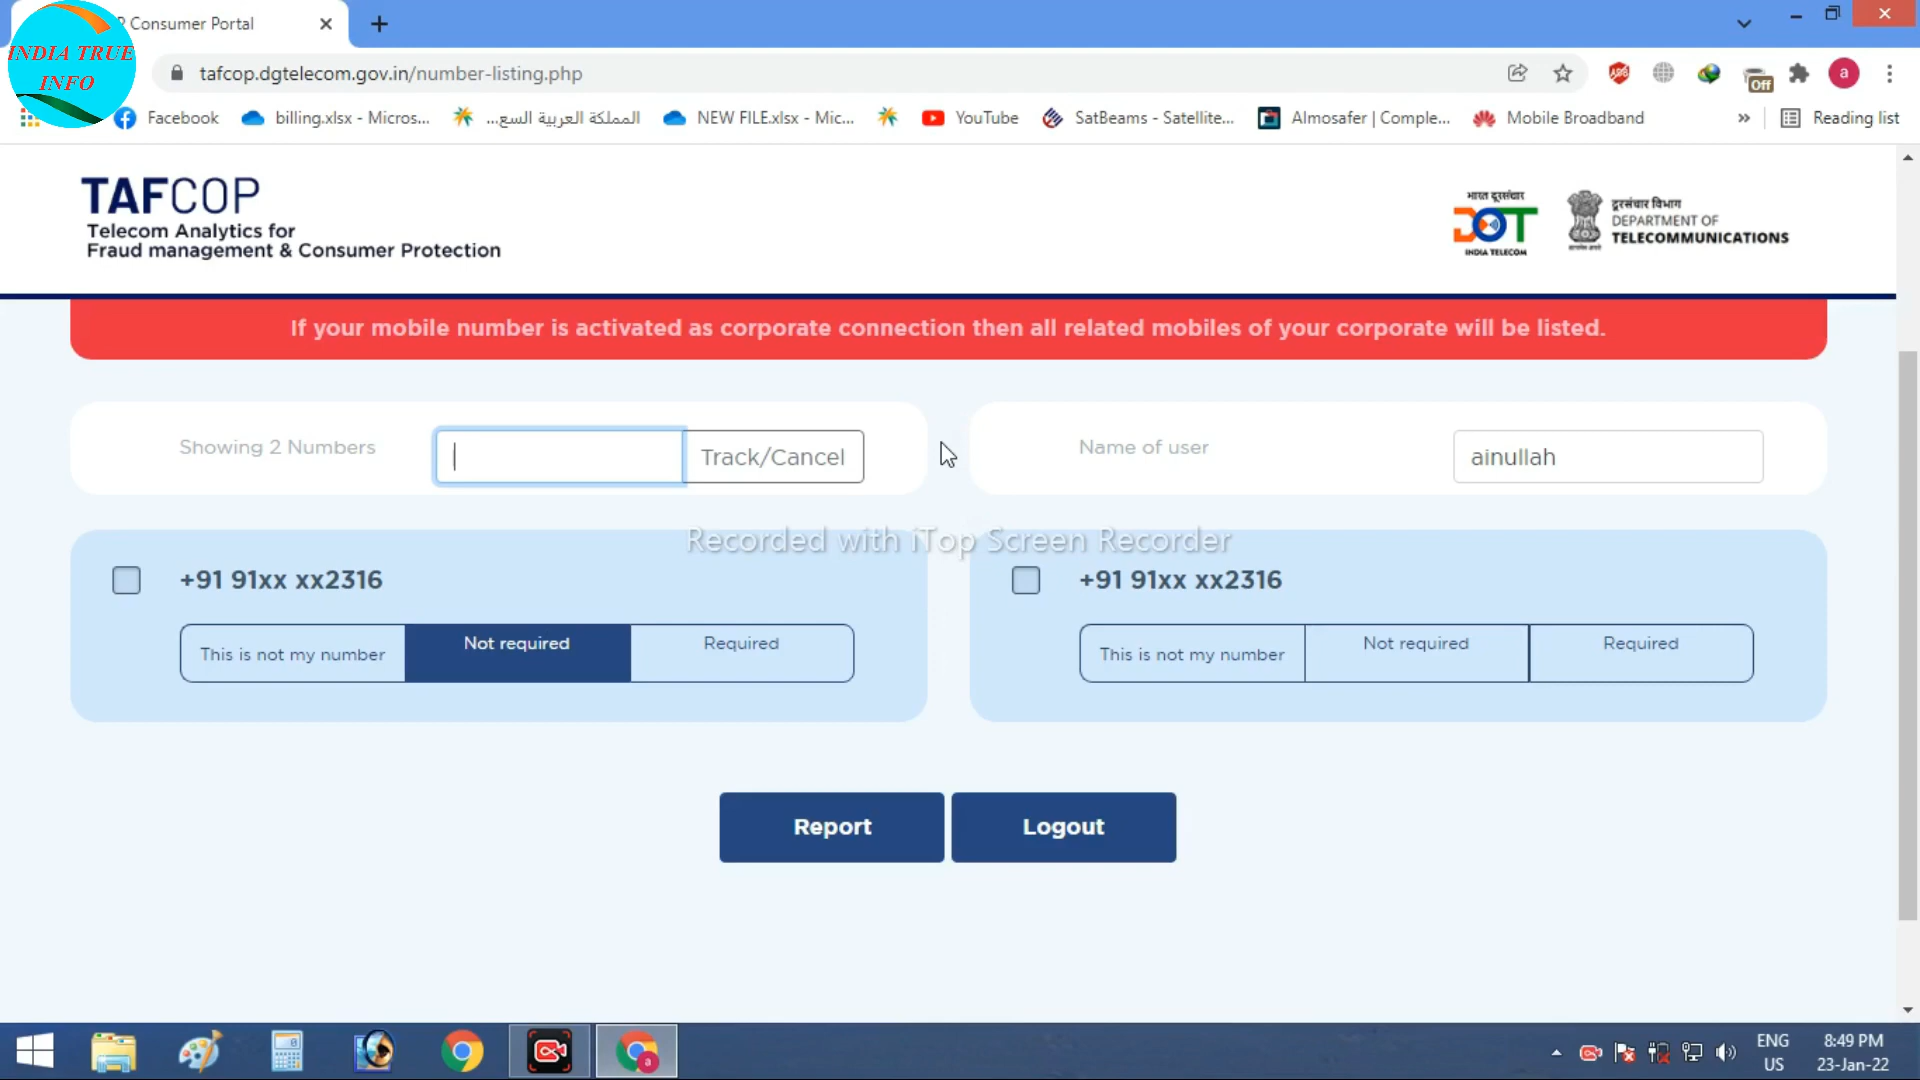 Consumer Portal
INDIA TRUE
INFO
tafcop.dgtelecom.gov.in/number-listing.php
Off
a
Facebook
billing.xlsx - Micros...
المملكة العربية السع...
NEW FILE.xlsx - Mic...
YouTube
SatBeams - Satellite...
Almosafer | Comple...
Mobile Broadband
»
Reading list
TAFCOP
Telecom Analytics for
Fraud management & Consumer Protection
भारत दूरसंचार
DOT
INDIA TELECOM
दूरसंचार विभाग
DEPARTMENT OF
TELECOMMUNICATIONS
If your mobile number is activated as corporate connection then all related mobiles of your corporate will be listed.
Showing 2 Numbers
Track/Cancel
Name of user
ainullah
Recorded with iTop Screen Recorder
+91 91xx xx2316
This is not my number
Not required
Required
+91 91xx xx2316
This is not my number
Not required
Required
Report
Logout
ENG
US
8:49 PM
23-Jan-22